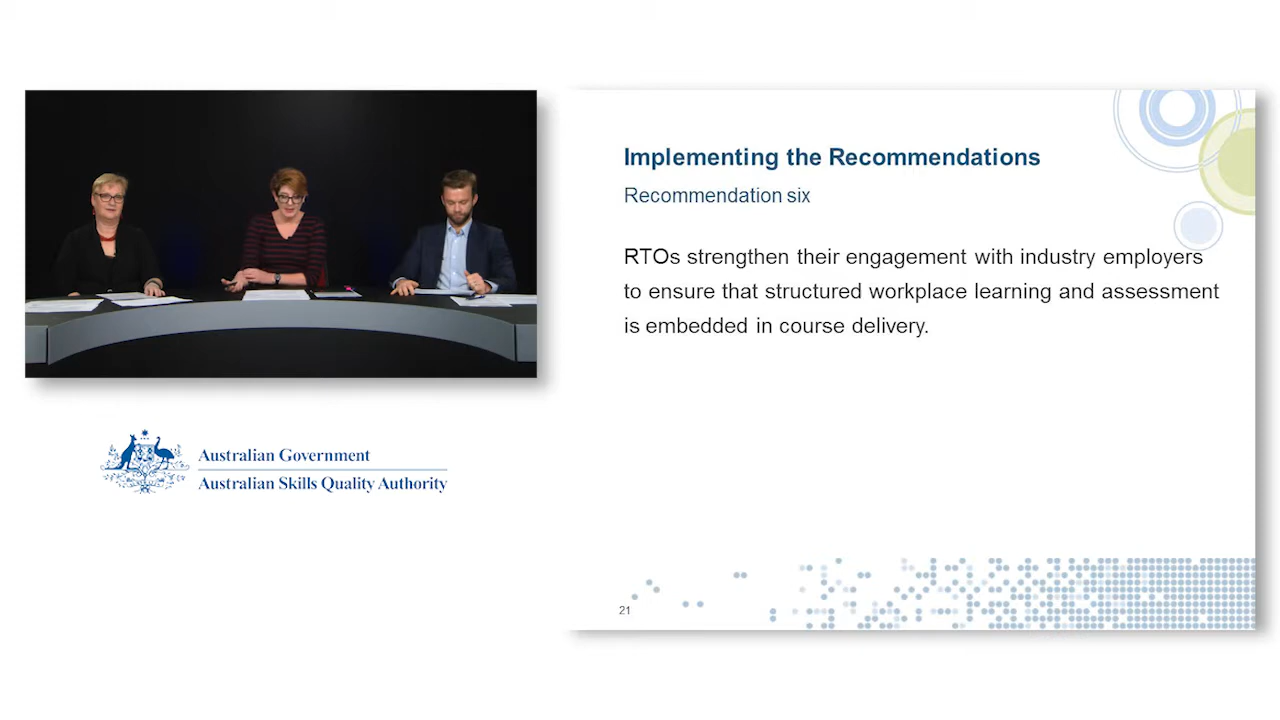 Implementing the Recommendations
Recommendation six
RTOs strengthen their engagement with industry employers
to ensure that structured workplace learning and assessment
is embedded in course delivery.
Australian Government
Australian Skills Quality Authority
21